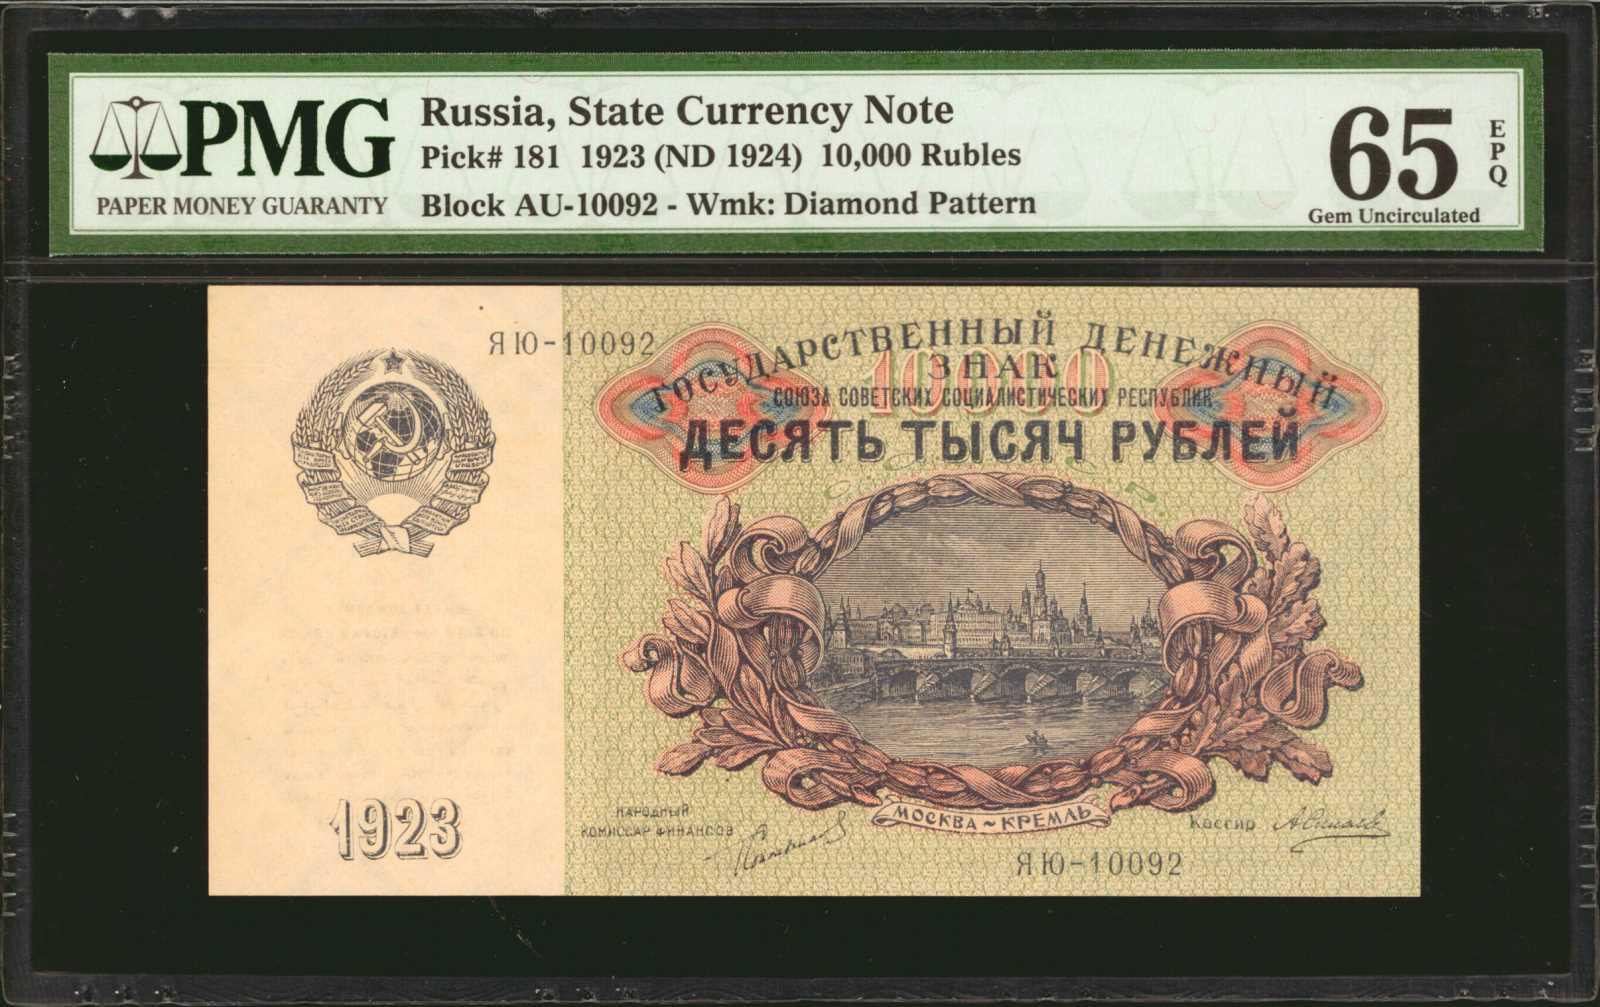 PMG
PAPER MONEY GUARANTY
Russia, State Currency Note
Pick# 181 1923 (ND 1924) 10,000 Rubles
Block AU-10092 - Wmk: Diamond Pattern
65
EPQ
Gem Uncirculated
ЯЮ-10092
ГОСУДАРСТВЕННЫЙ ДЕНЕЖНЫЙ
ЗНАК
10000
СОЮЗА СОВЕТСКИХ СОЦИАЛИСТИЧЕСКИХ РЕСПУБЛИК
ДЕСЯТЬ ТЫСЯЧ РУБЛЕЙ
1923
НАРОДНЫЙ
КОМИССАР ФИНАНСОВ
МОСКВА ~ КРЕМЛЬ
Кассир
ЯЮ-10092